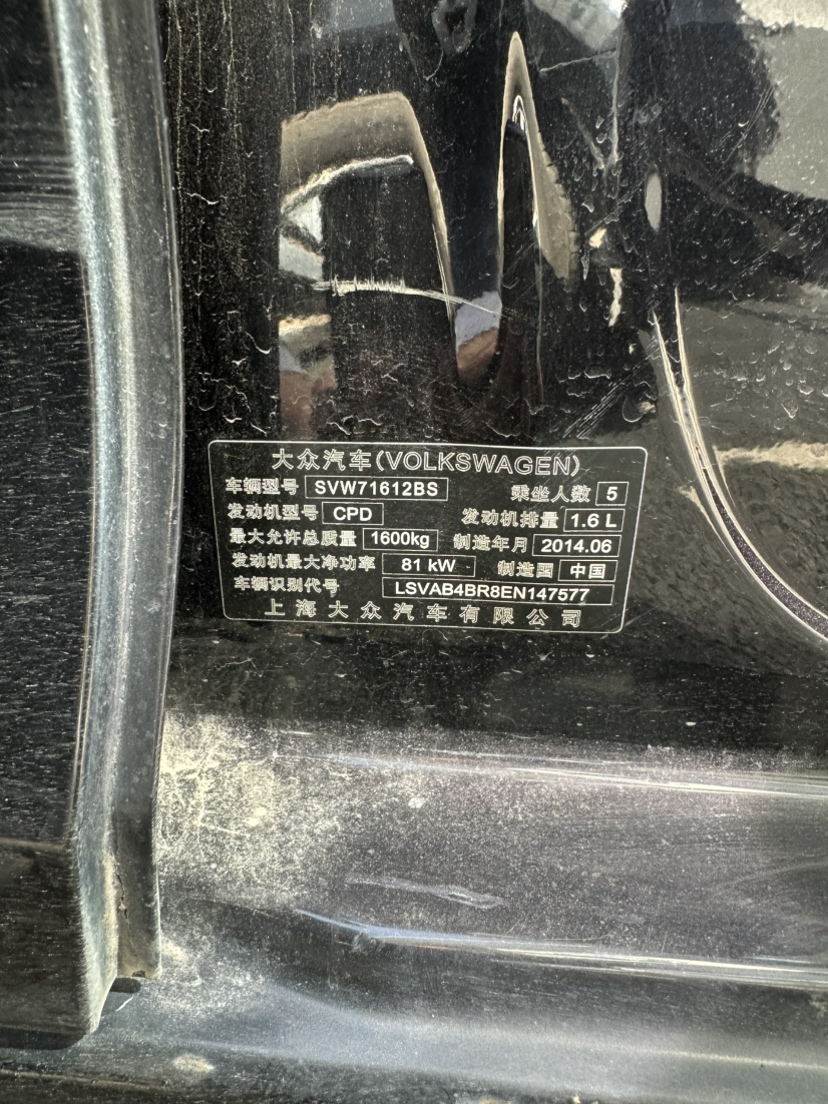 大众汽车(VOLKSWAGEN)
车辆型号 SVW71612BS 乘坐人数 5
发动机型号 CPD 发动机排量 1.6 L
最大允许总质量 1600kg 制造年月 2014.06
发动机最大净功率 81 kW 制造国 中国
车辆识别代号 LSVAB4BR8EN147577
上海大众汽车有限公司